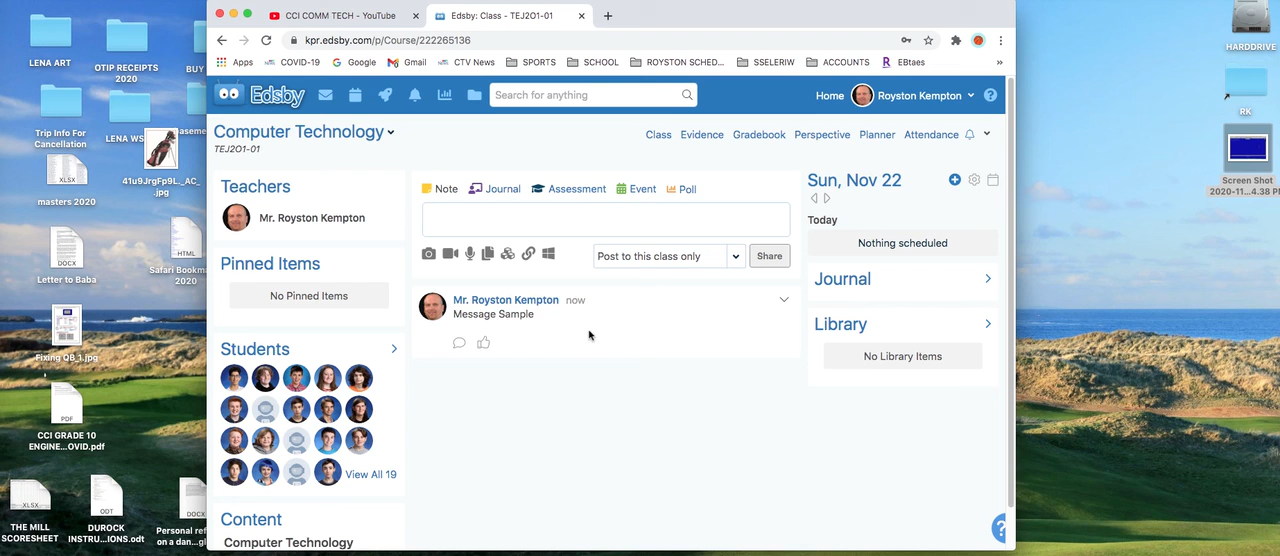 LENA ART
OTIP RECEIPTS
2020
BUY
Trip Info For
Cancellation
LENA WS
aseme
41u9JrgFp9L._AC_
.jpg
XLSX
masters 2020
DOCX
Letter to Baba
HTML
Safari Bookma
2020
Fixing QB_1.jpg
PDF
CCI GRADE 10
ENGINE...OVID.pdf
XLSX
THE MILL
SCORESHEET
ODT
DUROCK
INSTRU...IONS.odt
DOCX
Personal ref
on a dan...gl
CCI COMM TECH - YouTube
Edsby: Class - TEJ2O1-01
kpr.edsby.com/p/Course/222265136
Apps COVID-19 Google Gmail CTV News SPORTS SCHOOL ROYSTON SCHED... SSELERIW ACCOUNTS EBtaes »
Edsby
Search for anything
Home Royston Kempton ?
Computer Technology
TEJ2O1-01
Class Evidence Gradebook Perspective Planner Attendance
Teachers
Mr. Royston Kempton
Pinned Items
No Pinned Items
Students
View All 19
Content
Computer Technology
Note Journal Assessment Event Poll
Post to this class only
Share
Mr. Royston Kempton now
Message Sample
Sun, Nov 22
Today
Nothing scheduled
Journal
Library
No Library Items
?
HARDDRIVE
RK
Screen Shot
2020-11...4.38 P